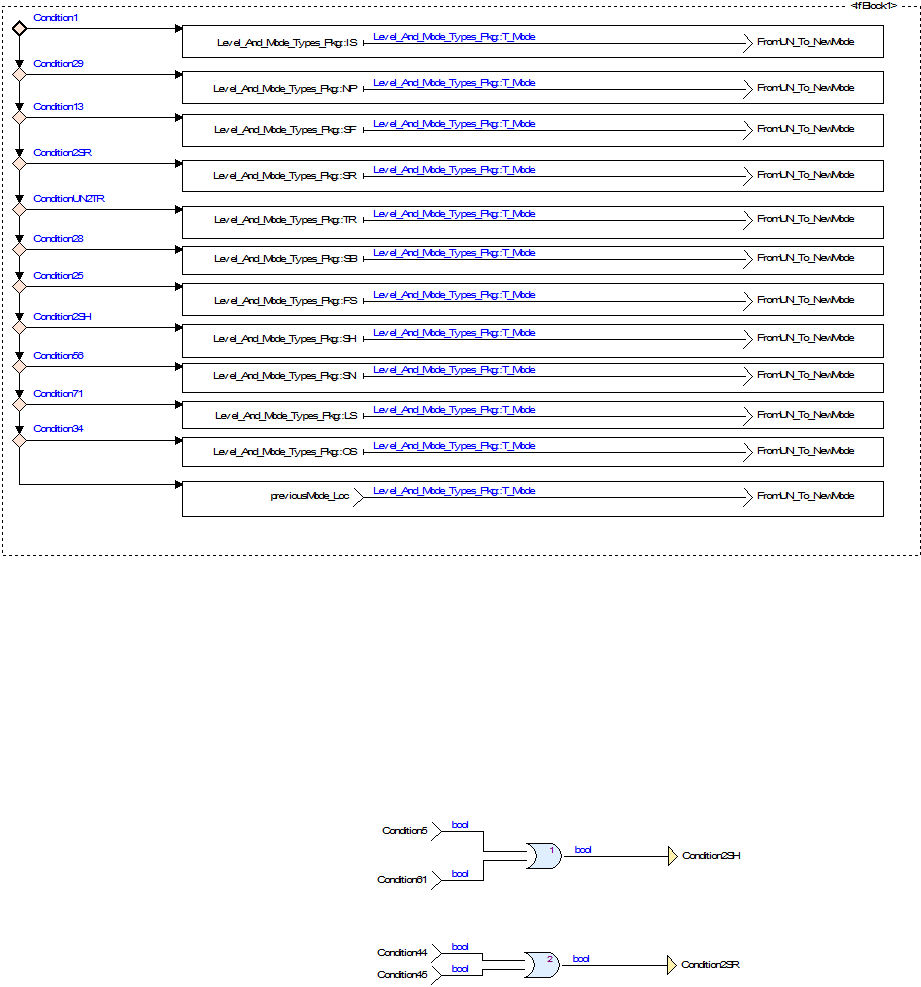 <IfBlock1>
Condition1
Level_And_Mode_Types_Pkg::IS Level_And_Mode_Types_Pkg::T_Mode FromUN_To_NewMode
Condition29
Level_And_Mode_Types_Pkg::NP Level_And_Mode_Types_Pkg::T_Mode FromUN_To_NewMode
Condition13
Level_And_Mode_Types_Pkg::SF Level_And_Mode_Types_Pkg::T_Mode FromUN_To_NewMode
Condition2SR
Level_And_Mode_Types_Pkg::SR Level_And_Mode_Types_Pkg::T_Mode FromUN_To_NewMode
ConditionUN2TR
Level_And_Mode_Types_Pkg::TR Level_And_Mode_Types_Pkg::T_Mode FromUN_To_NewMode
Condition28
Level_And_Mode_Types_Pkg::SB Level_And_Mode_Types_Pkg::T_Mode FromUN_To_NewMode
Condition25
Level_And_Mode_Types_Pkg::FS Level_And_Mode_Types_Pkg::T_Mode FromUN_To_NewMode
Condition2SH
Level_And_Mode_Types_Pkg::SH Level_And_Mode_Types_Pkg::T_Mode FromUN_To_NewMode
Condition56
Level_And_Mode_Types_Pkg::SN Level_And_Mode_Types_Pkg::T_Mode FromUN_To_NewMode
Condition71
Level_And_Mode_Types_Pkg::LS Level_And_Mode_Types_Pkg::T_Mode FromUN_To_NewMode
Condition34
Level_And_Mode_Types_Pkg::OS Level_And_Mode_Types_Pkg::T_Mode FromUN_To_NewMode
previousMode_Loc Level_And_Mode_Types_Pkg::T_Mode FromUN_To_NewMode
Condition5 bool
1 bool Condition2SH
Condition61 bool
Condition44 bool
2 bool Condition2SR
Condition45 bool